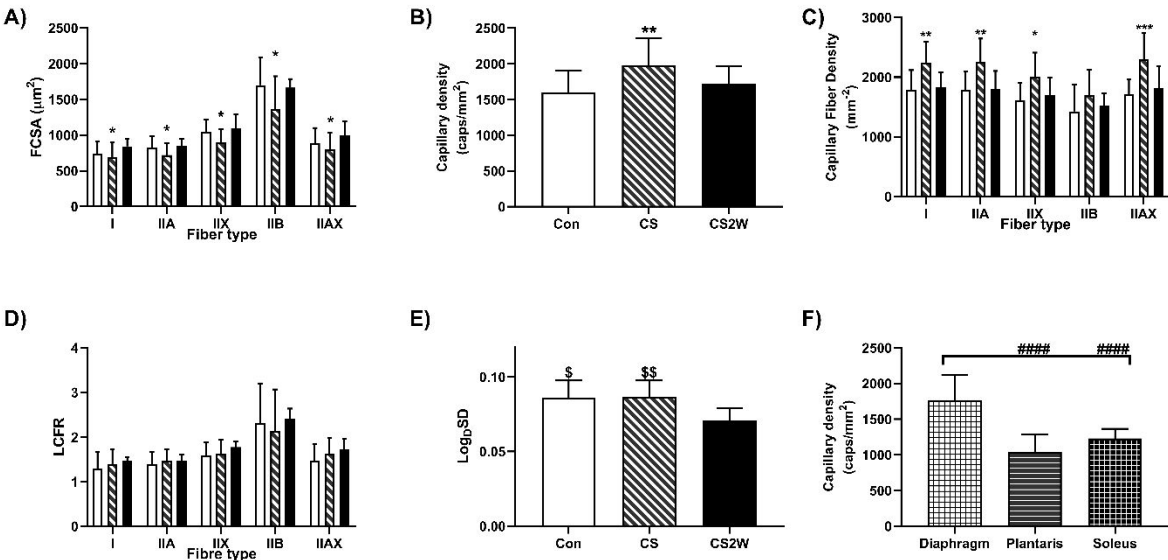 A)
FCSA (µm²)
2500
2000
1500
1000
500
0
* * * * *
I IIA IIX IIB IIAX
Fiber type
B)
Capillary density
(caps/mm²)
2500
2000
1500
1000
500
0
**
Con CS CS2W
C)
Capillary Fiber Density
(mm⁻²)
3000
2000
1000
0
** ** * ***
I IIA IIX IIB IIAX
Fiber type
D)
LCFR
4
3
2
1
0
I IIA IIX IIB IIAX
Fibre type
E)
Log_DSD
0.10
0.05
0.00
$ $$
Con CS CS2W
F)
Capillary density
(caps/mm²)
2500
2000
1500
1000
500
0
#### ####
Diaphragm Plantaris Soleus